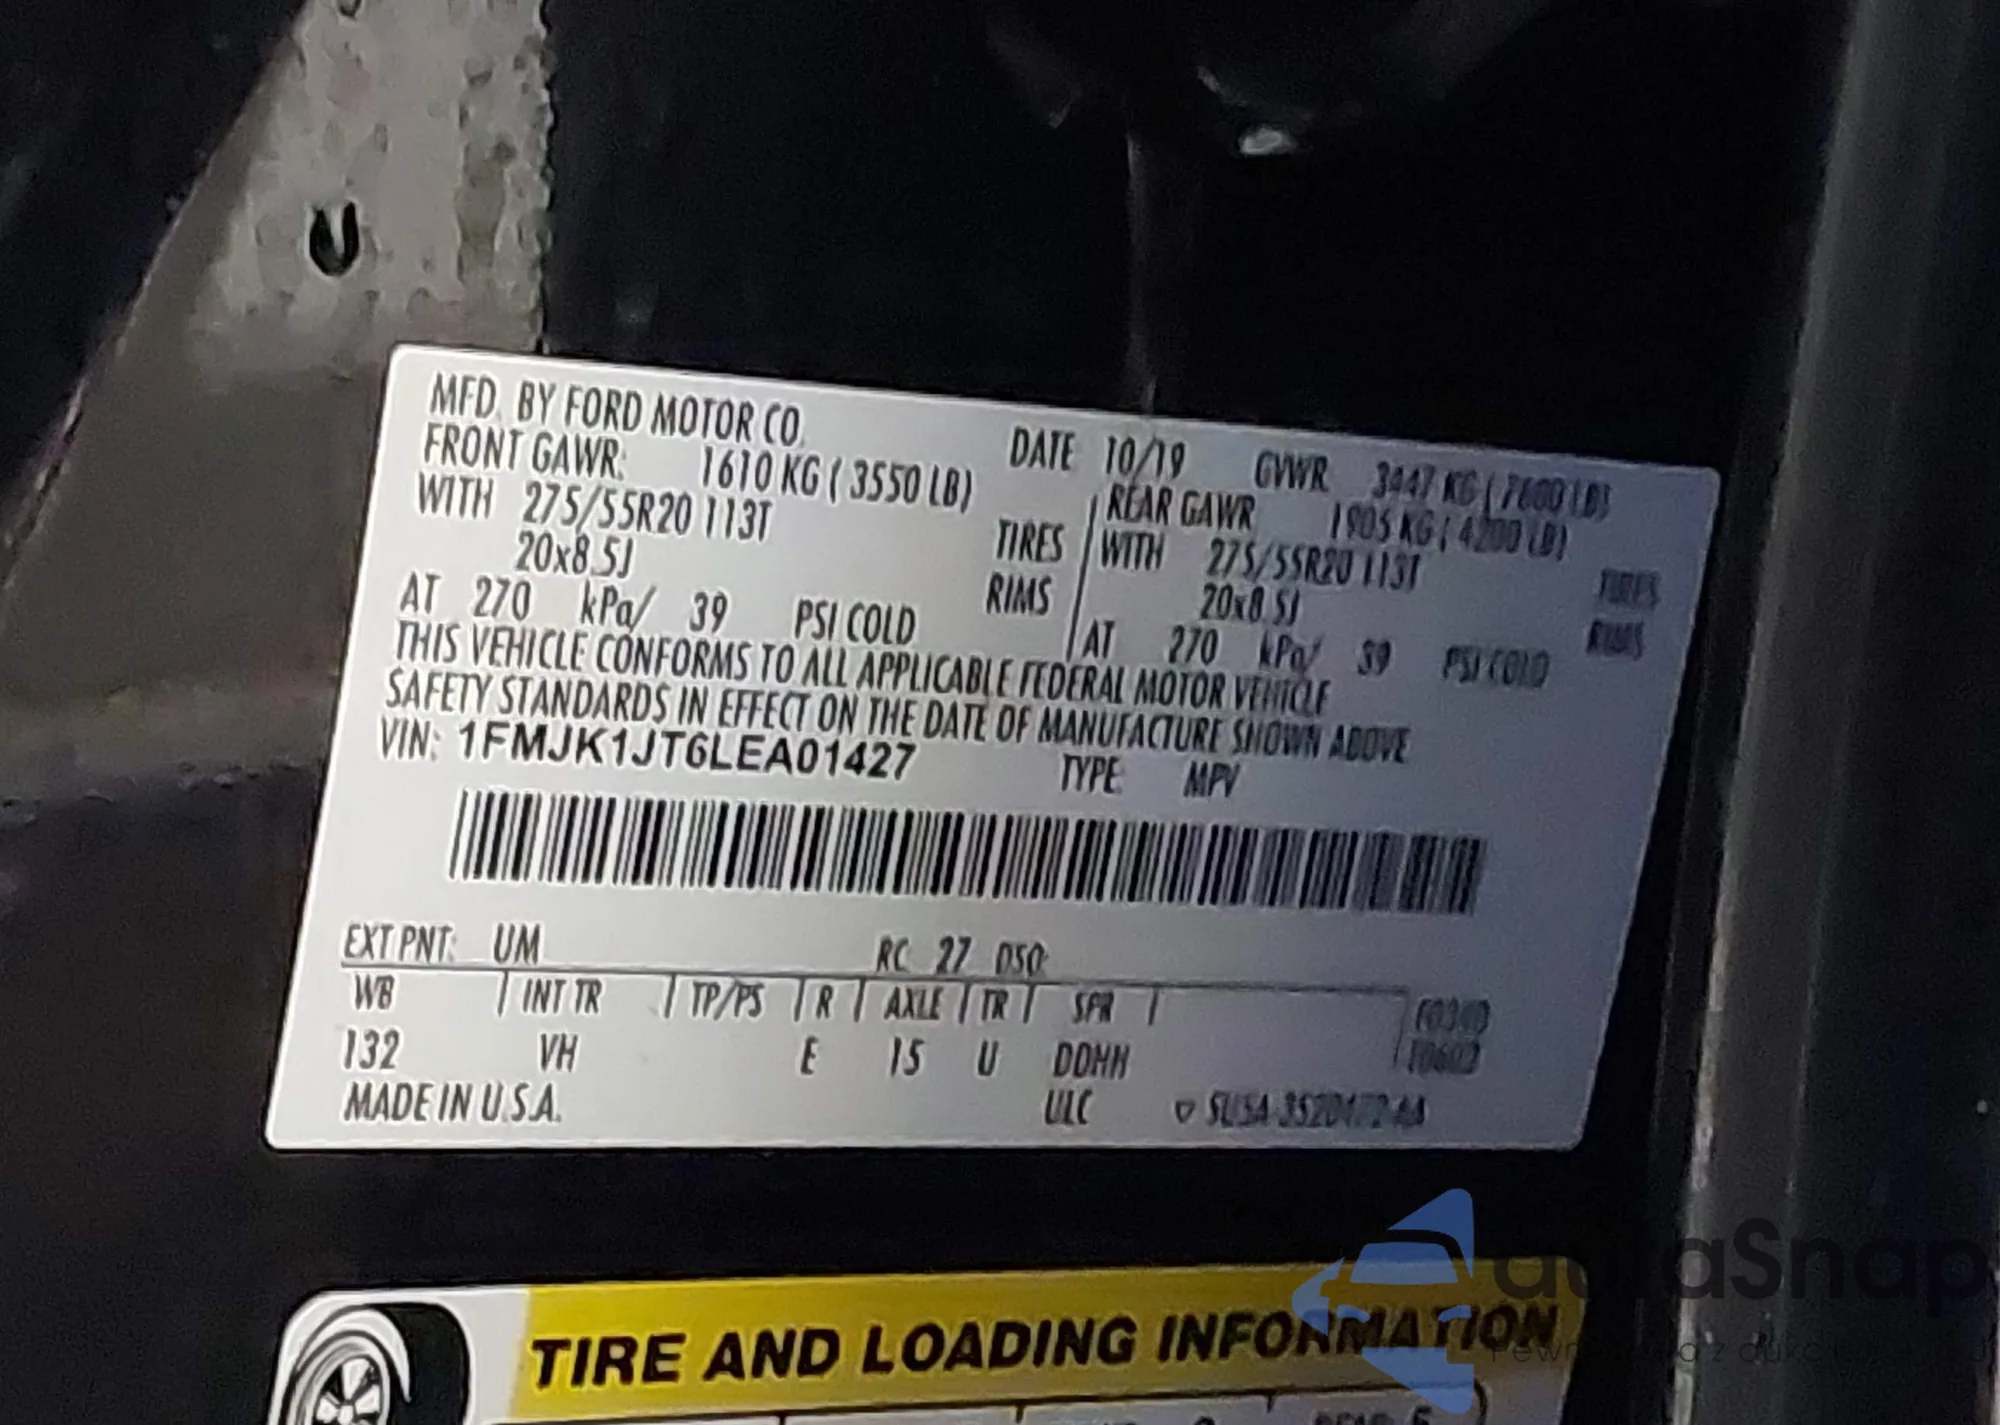 MFD. BY FORD MOTOR CO.
DATE 10/19 GVWR 3447 KG ( 7600 LB)
FRONT GAWR: 1610 KG ( 3550 LB)
REAR GAWR 1905 KG ( 4200 LB)
WITH 275/55R20 113T TIRES
WITH 275/55R20 113T TIRES
20x8.5J RIMS
20x8.5J RIMS
AT 270 kPa/ 39 PSI COLD
AT 270 kPa/ 39 PSI COLD
THIS VEHICLE CONFORMS TO ALL APPLICABLE FEDERAL MOTOR VEHICLE
SAFETY STANDARDS IN EFFECT ON THE DATE OF MANUFACTURE SHOWN ABOVE
VIN: 1FMJK1JT6LEA01427 TYPE: MPV
EXT PNT: UM RC 27 DSO:
WB INT TR TP/PS R AXLE TR SPR
132 VH E 15 U DDHH
MADE IN U.S.A.
ULC
TIRE AND LOADING INFORMATION
autaSnap